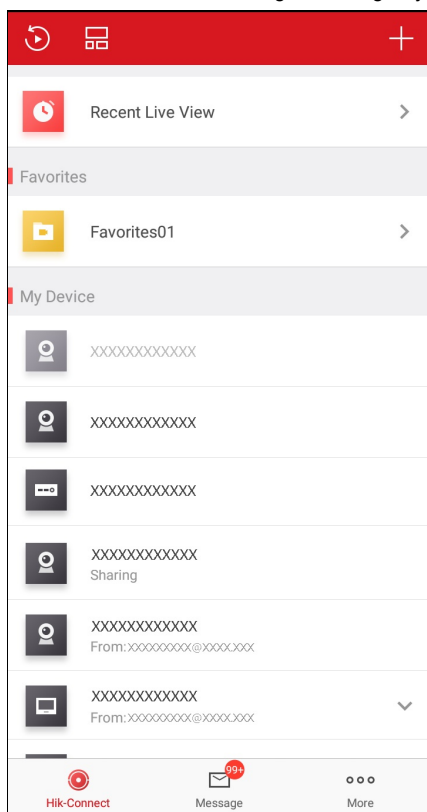 Recent Live View
Favorites
Favorites01
My Device
XXXXXXXXXXXX
XXXXXXXXXXXX
XXXXXXXXXXXX
XXXXXXXXXXXX
Sharing
XXXXXXXXXXXX
From:XXXXXXXXX@XXXX.XXX
XXXXXXXXXXXX
From:XXXXXXXXX@XXXX.XXX
99+
Hik-Connect
Message
More